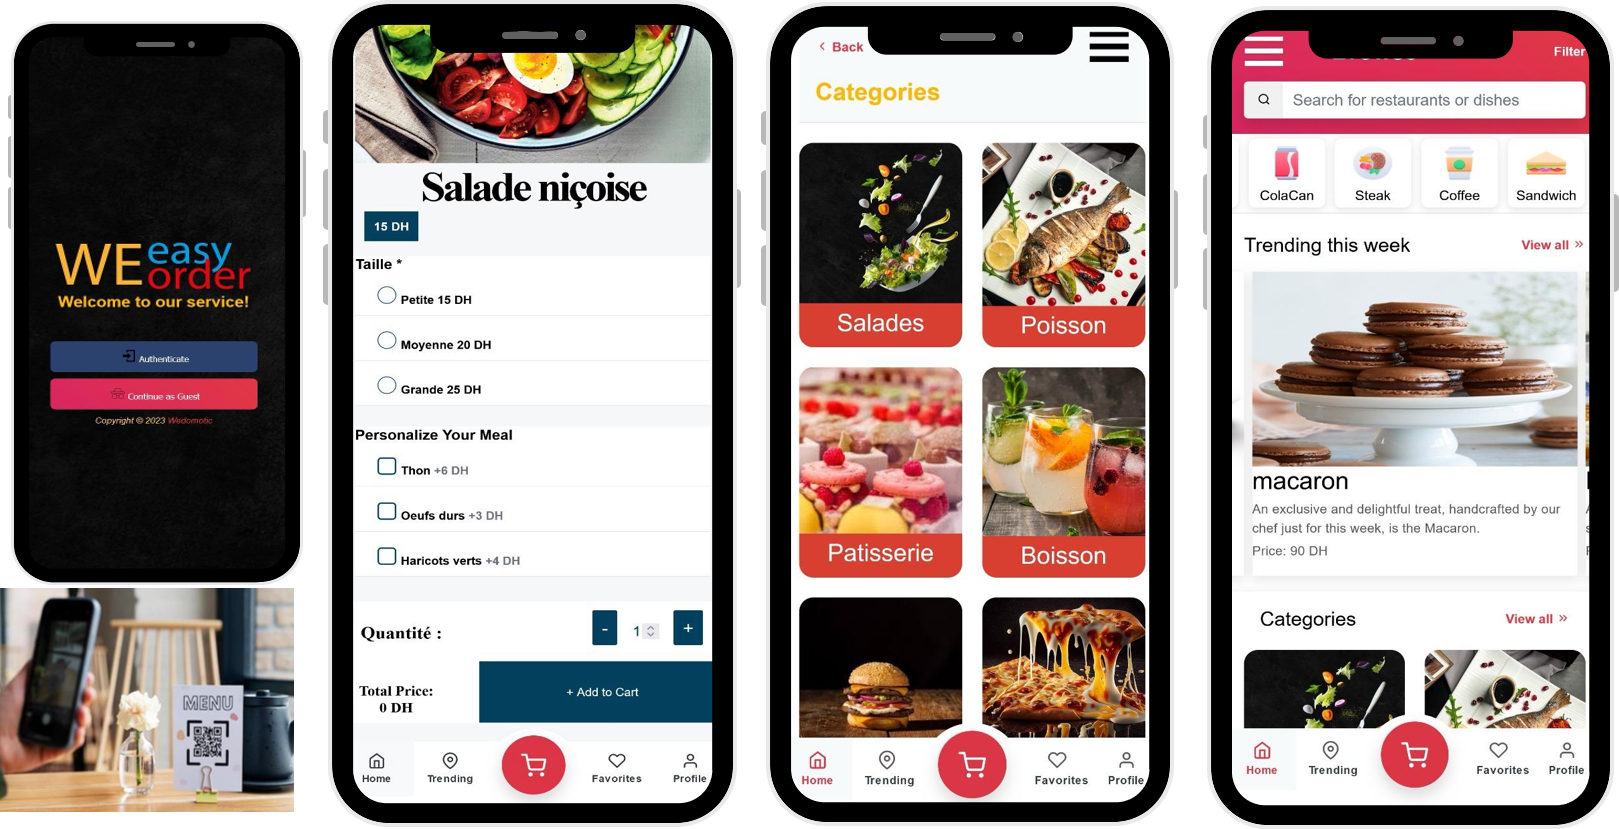 WE easy
order
Welcome to our service!
Authenticate
Continue as Guest
Copyright © 2023 Wedomotic
MENU
Salade niçoise
15 DH
Taille *
Petite 15 DH
Moyenne 20 DH
Grande 25 DH
Personalize Your Meal
Thon +6 DH
Oeufs durs +3 DH
Haricots verts +4 DH
Quantité :
- 1 +
Total Price:
0 DH
+ Add to Cart
Home Trending Favorites Profile
Back
Categories
Salades Poisson
Patisserie Boisson
Home Trending Favorites Profile
Filter
Search for restaurants or dishes
ColaCan Steak Coffee Sandwich
Trending this week View all
macaron
An exclusive and delightful treat, handcrafted by our
chef just for this week, is the Macaron.
Price: 90 DH
Categories View all
Home Trending Favorites Profile